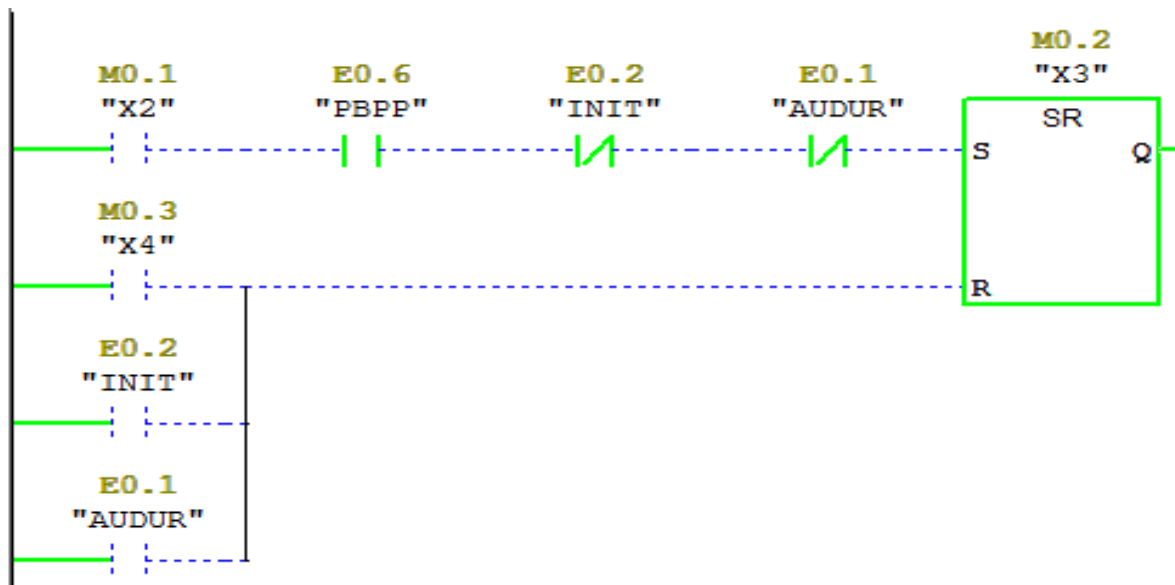 M0.2
"X3"
M0.1
"X2"
E0.6
"PBPP"
E0.2
"INIT"
E0.1
"AUDUR"
SR
S
Q
M0.3
"X4"
R
E0.2
"INIT"
E0.1
"AUDUR"